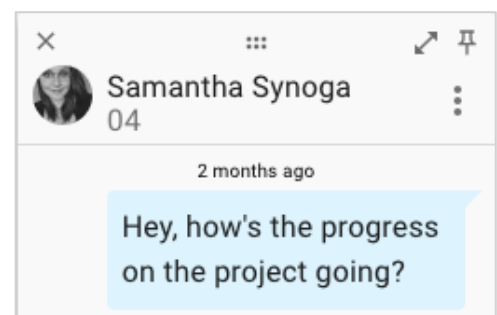 Samantha Synoga
04
2 months ago
Hey, how's the progress
on the project going?